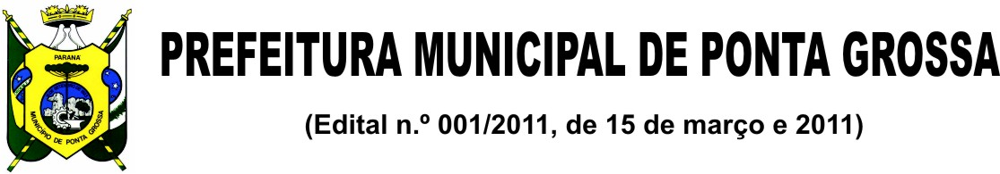 PREFEITURA MUNICIPAL DE PONTA GROSSA
(Edital n.º 001/2011, de 15 de março e 2011)
PARANÁ
MUNICÍPIO DE PONTA GROSSA